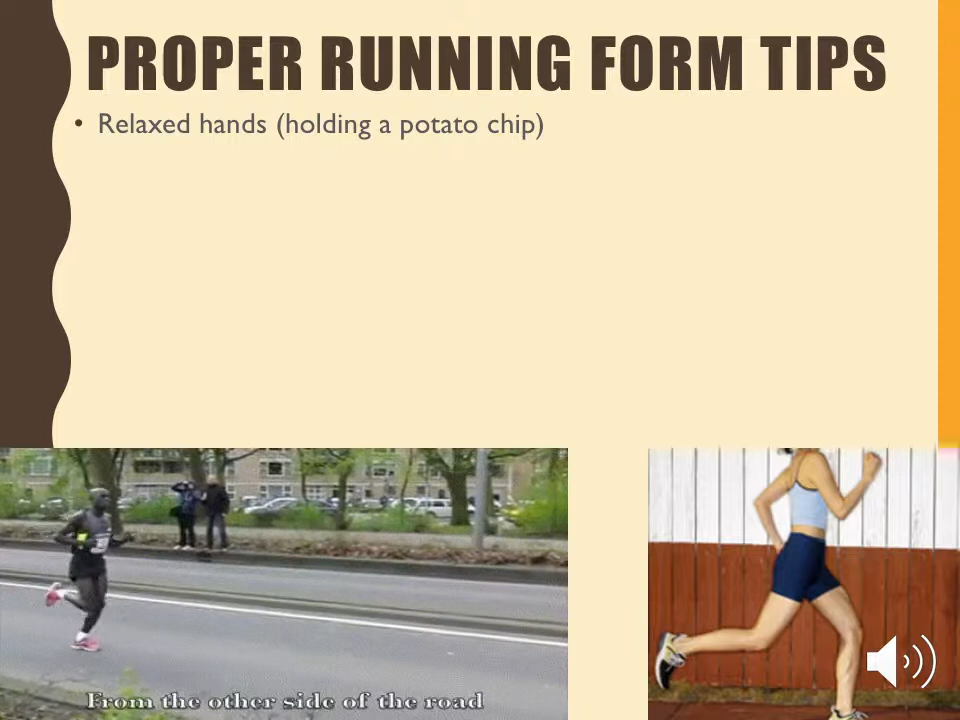 PROPER RUNNING FORM TIPS
• Relaxed hands (holding a potato chip)
From the other side of the road